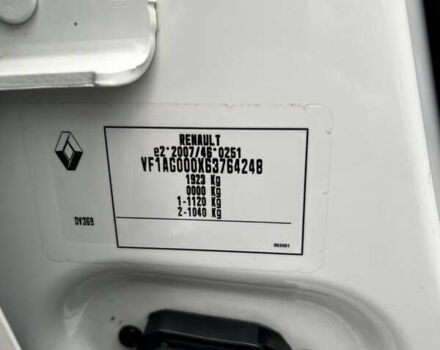 RENAULT
e2*2007/46*0251
VF1AG000X63764248
1923 Kg
0000 Kg
1-1120 Kg
2-1040 Kg
DV369